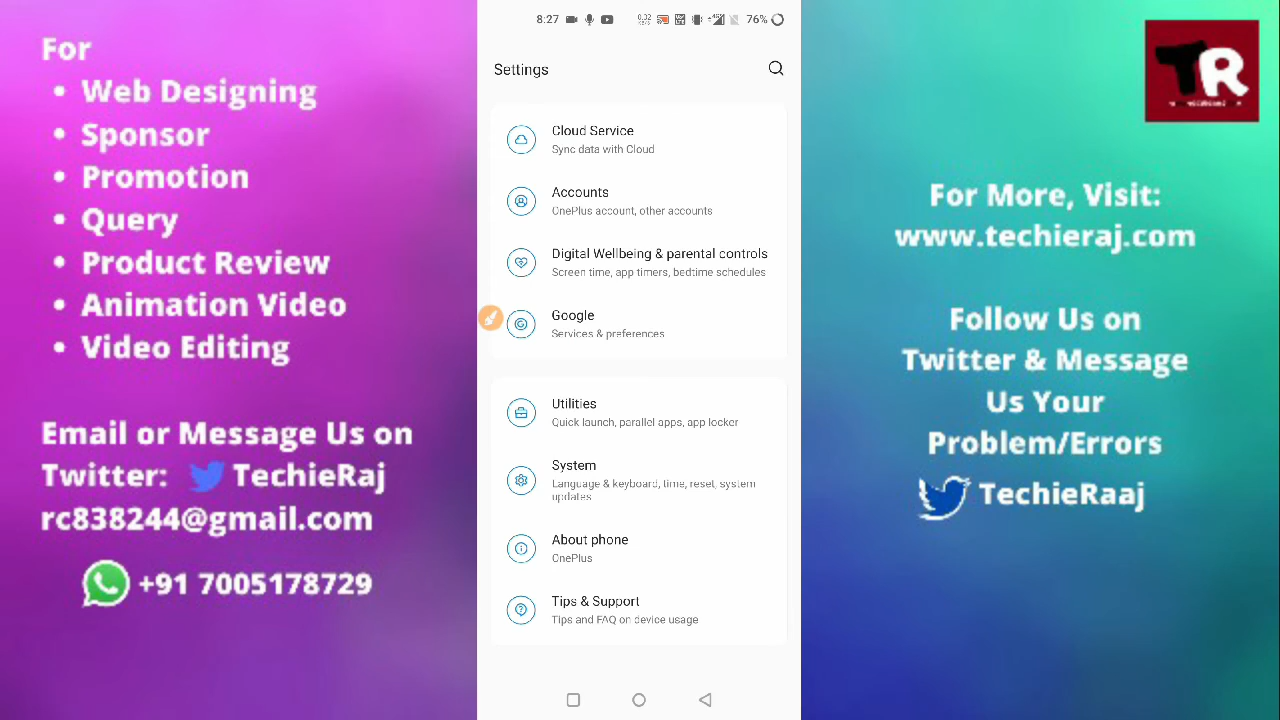 For
• Web Designing
• Sponsor
• Promotion
• Query
• Product Review
• Animation Video
• Video Editing
Email or Message Us on
Twitter: TechieRaj
rc838244@gmail.com
+91 7005178729
8:27
76%
Settings
Cloud Service
Sync data with Cloud
Accounts
OnePlus account, other accounts
Digital Wellbeing & parental controls
Screen time, app timers, bedtime schedules
Google
Services & preferences
Utilities
Quick launch, parallel apps, app locker
System
Language & keyboard, time, reset, system
updates
About phone
OnePlus
Tips & Support
Tips and FAQ on device usage
TR
For More, Visit:
www.techieraj.com
Follow Us on
Twitter & Message
Us Your
Problem/Errors
TechieRaaj